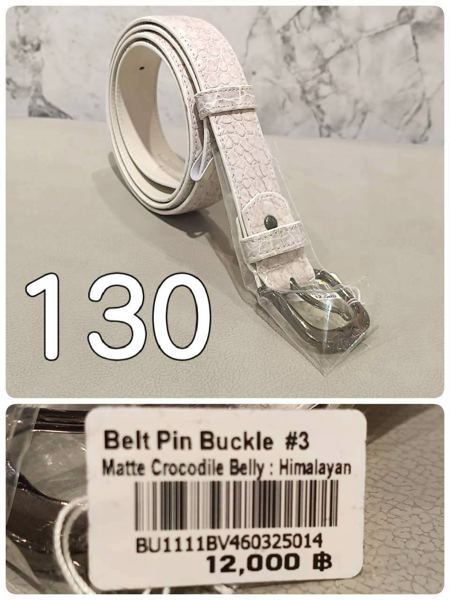 130
Belt Pin Buckle #3
Matte Crocodile Belly : Himalayan
BU1111BV460325014
12,000 ฿